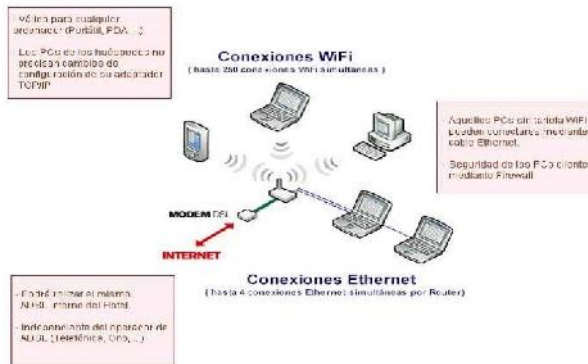 - Válida para cualquier
ordenador (Portátil, PDA,...)
- Los PCs de los huéspedes no
precisan cambios de
configuración de su adaptador
TCP/IP
Conexiones WiFi
( hasta 250 conexiones WiFi simultáneas )
- Aquellos PCs sin tarjeta WiFi
pueden conectarse mediante
cable Ethernet.
- Seguridad de los PCs cliente
mediante Firewall
MODEM DSL
INTERNET
Conexiones Ethernet
( hasta 4 conexiones Ethernet simultáneas por Router)
- Podrá utilizar el mismo
ADSL interno del Hotel.
- Independiente del operador de
ADSL (Telefónica, Ono,...)